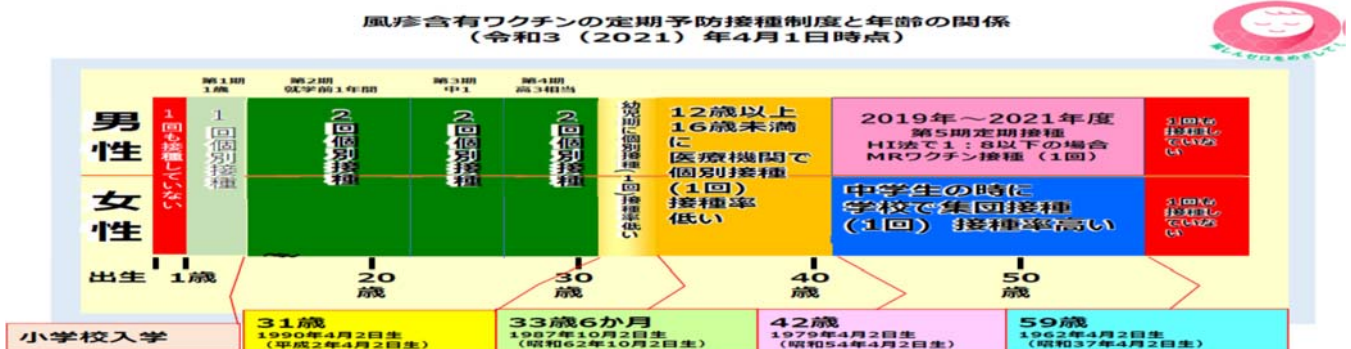 風疹含有ワクチンの定期予防接種制度と年齢の関係
(令和3(2021)年4月1日時点)
第1期
1歳
第2期
就学前1年間
第3期
中1
第4期
高3相当
男性
女性
1回も接種していない
1回個別接種
2回個別接種
2回個別接種
2回個別接種
幼児期に個別接種(1回)接種率低い
12歳以上
16歳未満
に
医療機関で
個別接種
(1回)
接種率
低い
2019年~2021年度
第5期定期接種
HI法で1:8以下の場合
MRワクチン接種(1回)
中学生の時に
学校で集団接種
(1回) 接種率高い
1回も
接種し
ていな
い
1回も
接種し
ていな
い
出生
1歳
20
歳
30
歳
40
歳
50
歳
小学校入学
31歳
1990年4月2日生
(平成2年4月2日生)
33歳6か月
1987年10月2日生
(昭和62年10月2日生)
42歳
1979年4月2日生
(昭和54年4月2日生)
59歳
1962年4月2日生
(昭和37年4月2日生)